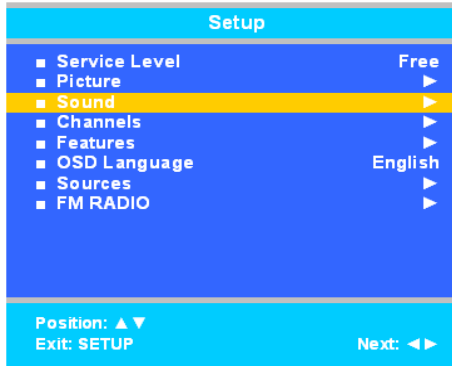 Setup
■ Service Level Free
■ Picture ►
■ Sound ►
■ Channels ►
■ Features ►
■ OSD Language English
■ Sources ►
■ FM RADIO ►
Position: ▲▼
Exit: SETUP Next: ◄►